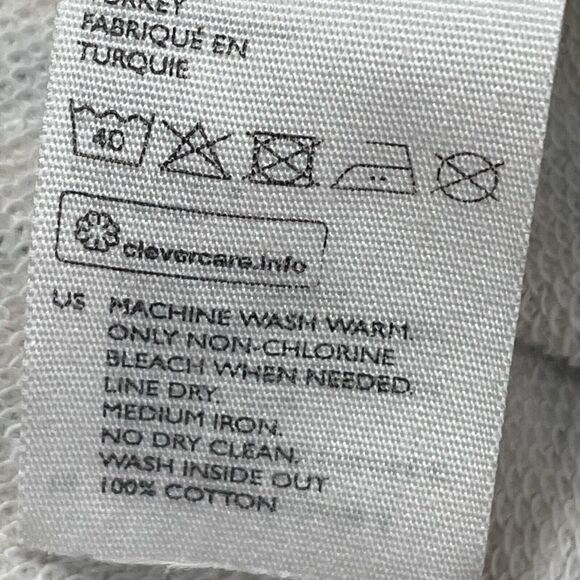 TURKEY
FABRIQUÉ EN
TURQUIE
40
clevercare.info
US MACHINE WASH WARM.
ONLY NON-CHLORINE
BLEACH WHEN NEEDED.
LINE DRY.
MEDIUM IRON.
NO DRY CLEAN.
WASH INSIDE OUT
100% COTTON